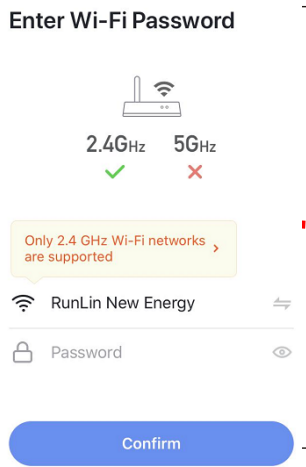 Enter Wi-Fi Password
2.4GHz 5GHz
Only 2.4 GHz Wi-Fi networks
are supported
RunLin New Energy
Password
Confirm